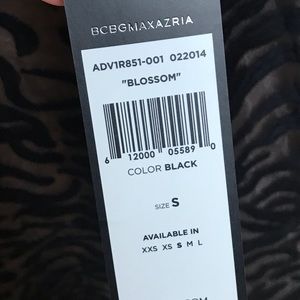 BCBGMAXAZRIA
ADV1R851-001 022014
"BLOSSOM"
6 12000 05589 0
COLOR BLACK
SIZE S
AVAILABLE IN
XXS XS S M L